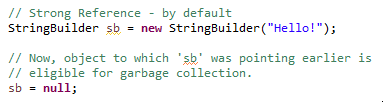 // Strong Reference - by default
StringBuilder sb = new StringBuilder("Hello!");
// Now, object to which 'sb' was pointing earlier is
// eligible for garbage collection.
sb = null;